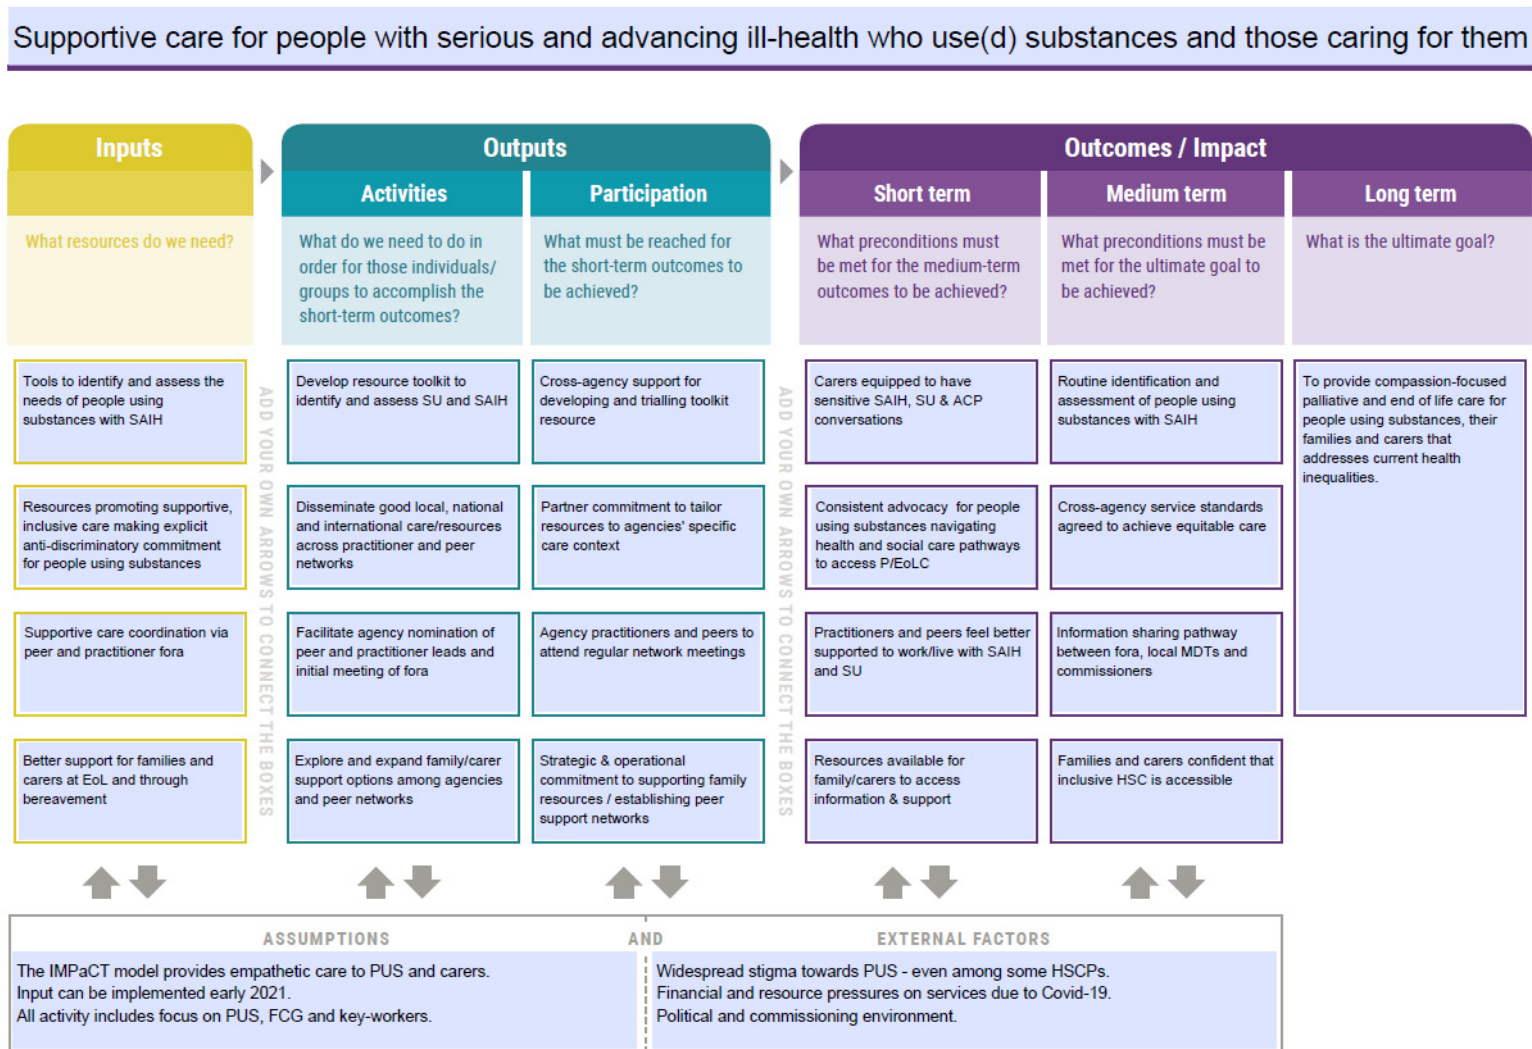 Supportive care for people with serious and advancing ill-health who use(d) substances and those caring for them
Inputs
What resources do we need?
Outputs
Activities
Participation
What do we need to do in
order for those individuals/
groups to accomplish the
short-term outcomes?
What must be reached for
the short-term outcomes to
be achieved?
Outcomes / Impact
Short term
Medium term
Long term
What preconditions must
be met for the medium-term
outcomes to be achieved?
What preconditions must be
met for the ultimate goal to
be achieved?
What is the ultimate goal?
Tools to identify and assess the
needs of people using
substances with SAIH
Resources promoting supportive,
inclusive care making explicit
anti-discriminatory commitment
for people using substances
Supportive care coordination via
peer and practitioner fora
Better support for families and
carers at EoL and through
bereavement
ADD YOUR OWN ARROWS TO CONNECT THE BOXES
Develop resource toolkit to
identify and assess SU and SAIH
Disseminate good local, national
and international care/resources
across practitioner and peer
networks
Facilitate agency nomination of
peer and practitioner leads and
initial meeting of fora
Explore and expand family/carer
support options among agencies
and peer networks
Cross-agency support for
developing and trialling toolkit
resource
Partner commitment to tailor
resources to agencies' specific
care context
Agency practitioners and peers to
attend regular network meetings
Strategic & operational
commitment to supporting family
resources / establishing peer
support networks
ADD YOUR OWN ARROWS TO CONNECT THE BOXES
Carers equipped to have
sensitive SAIH, SU & ACP
conversations
Consistent advocacy for people
using substances navigating
health and social care pathways
to access P/EoLC
Practitioners and peers feel better
supported to work/live with SAIH
and SU
Resources available for
family/carers to access
information & support
Routine identification and
assessment of people using
substances with SAIH
Cross-agency service standards
agreed to achieve equitable care
Information sharing pathway
between fora, local MDTs and
commissioners
Families and carers confident that
inclusive HSC is accessible
To provide compassion-focused
palliative and end of life care for
people using substances, their
families and carers that
addresses current health
inequalities.
ASSUMPTIONS AND EXTERNAL FACTORS
The IMPaCT model provides empathetic care to PUS and carers.
Input can be implemented early 2021.
All activity includes focus on PUS, FCG and key-workers.
Widespread stigma towards PUS - even among some HSCPs.
Financial and resource pressures on services due to Covid-19.
Political and commissioning environment.